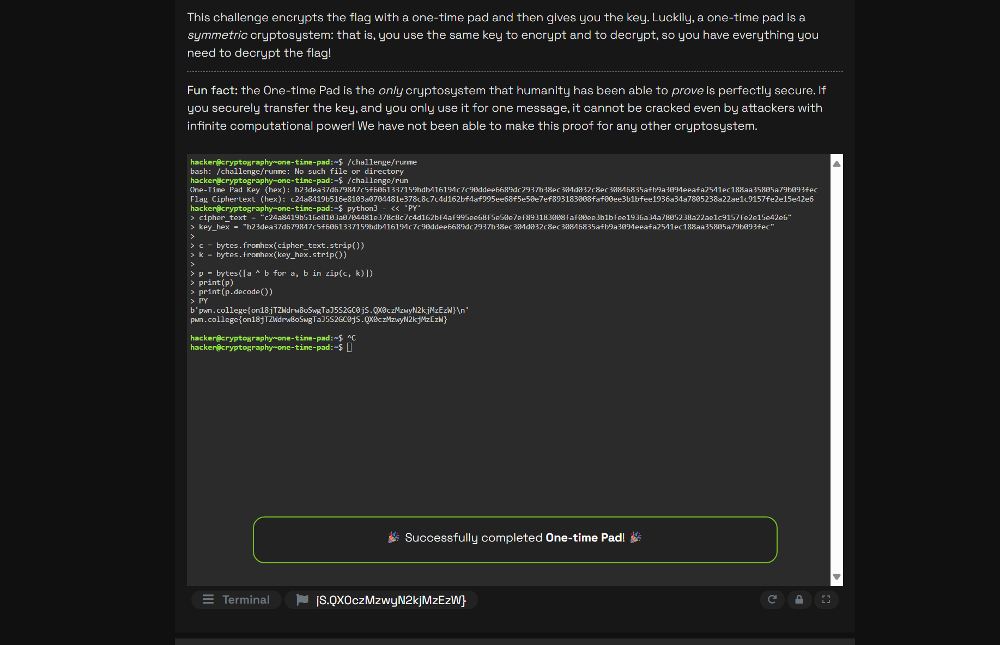 This challenge encrypts the flag with a one-time pad and then gives you the key. Luckily, a one-time pad is a
symmetric cryptosystem: that is, you use the same key to encrypt and to decrypt, so you have everything you
need to decrypt the flag!
Fun fact: the One-time Pad is the only cryptosystem that humanity has been able to prove is perfectly secure. If
you securely transfer the key, and you only use it for one message, it cannot be cracked even by attackers with
infinite computational power! We have not been able to make this proof for any other cryptosystem.
hacker@cryptography~one-time-pad:~$ /challenge/runme
bash: /challenge/runme: No such file or directory
hacker@cryptography~one-time-pad:~$ /challenge/run
One-Time Pad Key (hex): b23dea37d679847c5f6061337159bdb416194c7c90ddee6689dc2937b38ec304d032c8ec30846835afb9a3094eeafa2541ec188aa35805a79b093fec
Flag Ciphertext (hex): c24a8419b516e8103a0704481e378c8c7c4d162bf4af995ee68f5e50e7ef893183008faf00ee3b1bfee1936a34a7805238a22ae1c9157fe2e15e42e6
hacker@cryptography~one-time-pad:~$ python3 - << 'PY'
> cipher_text = "c24a8419b516e8103a0704481e378c8c7c4d162bf4af995ee68f5e50e7ef893183008faf00ee3b1bfee1936a34a7805238a22ae1c9157fe2e15e42e6"
> key_hex = "b23dea37d679847c5f6061337159bdb416194c7c90ddee6689dc2937b38ec304d032c8ec30846835afb9a3094eeafa2541ec188aa35805a79b093fec"
>
> c = bytes.fromhex(cipher_text.strip())
> k = bytes.fromhex(key_hex.strip())
>
> p = bytes([a ^ b for a, b in zip(c, k)])
> print(p)
> print(p.decode())
> PY
b'pwn.college{on18jTZWdrw8oSwgTaJ5S2GC0jS.QX0czMzwyN2kjMzEzW}\n'
pwn.college{on18jTZWdrw8oSwgTaJ5S2GC0jS.QX0czMzwyN2kjMzEzW}
hacker@cryptography~one-time-pad:~$ ^C
hacker@cryptography~one-time-pad:~$
🎉 Successfully completed One-time Pad! 🎉
Terminal
jS.QX0czMzwyN2kjMzEzW}